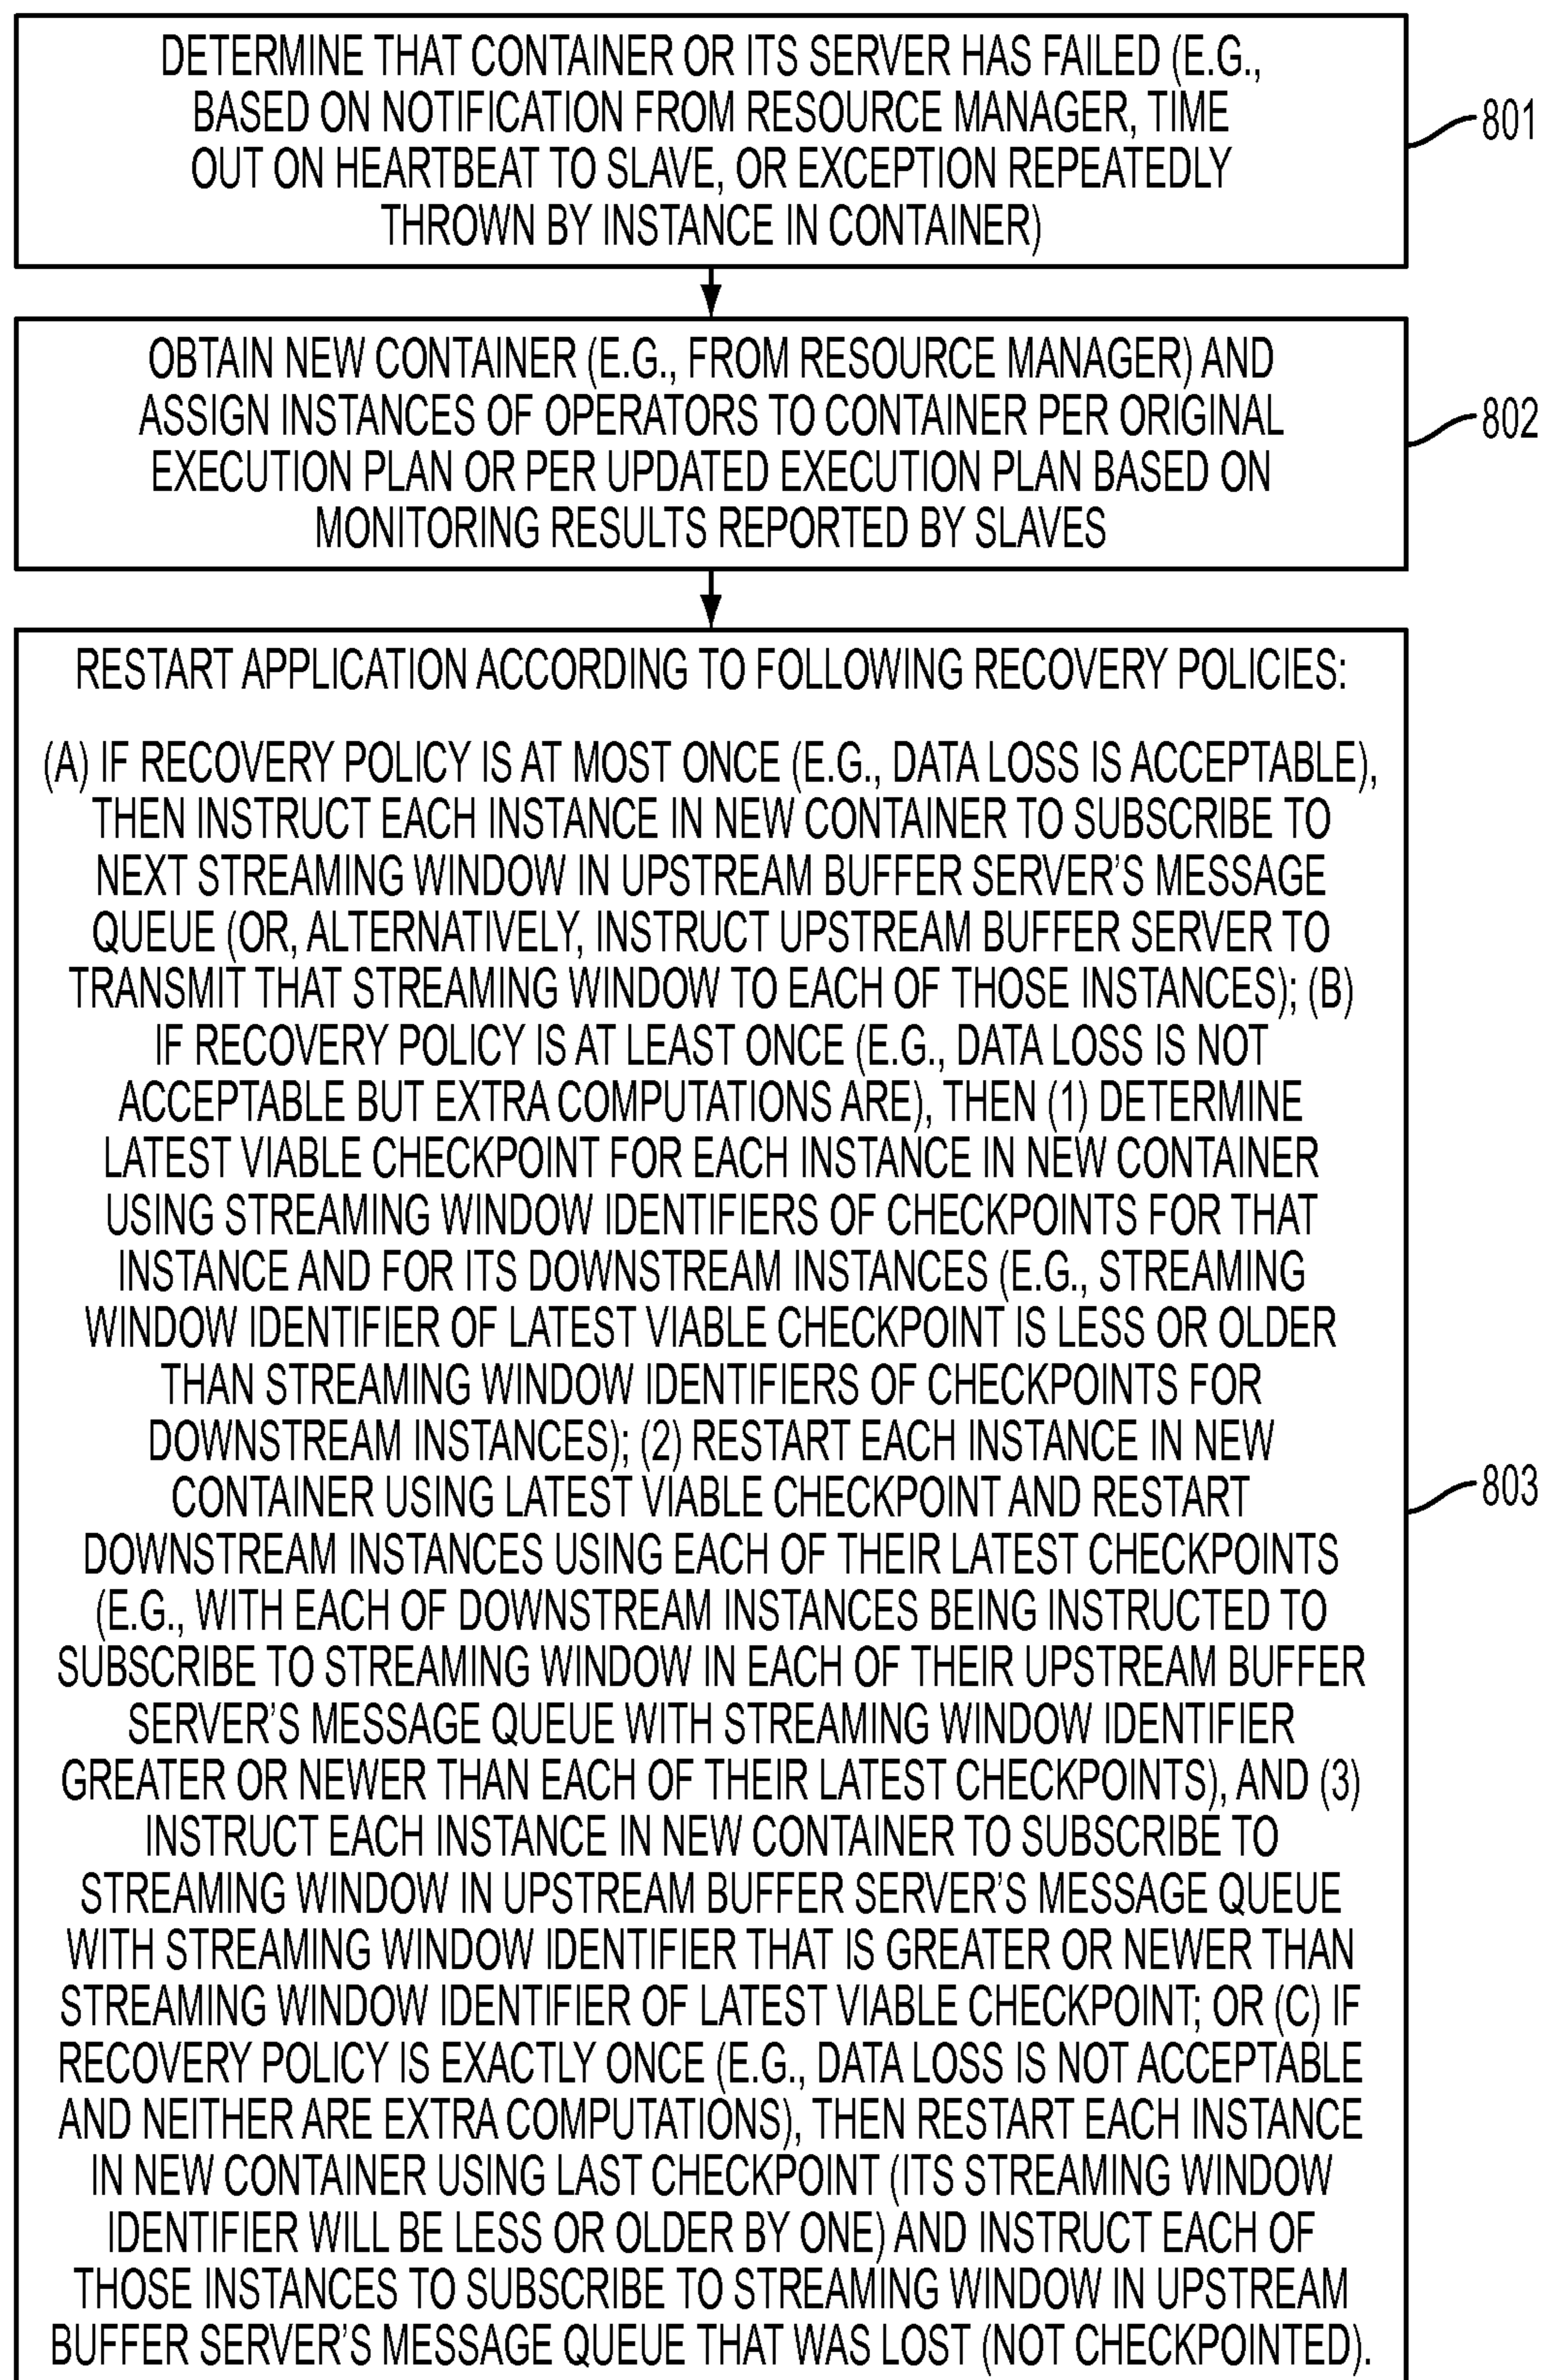 DETERMINE THAT CONTAINER OR ITS SERVER HAS FAILED (E.G.,
BASED ON NOTIFICATION FROM RESOURCE MANAGER, TIME
OUT ON HEARTBEAT TO SLAVE, OR EXCEPTION REPEATEDLY
THROWN BY INSTANCE IN CONTAINER)
801
OBTAIN NEW CONTAINER (E.G., FROM RESOURCE MANAGER) AND
ASSIGN INSTANCES OF OPERATORS TO CONTAINER PER ORIGINAL
EXECUTION PLAN OR PER UPDATED EXECUTION PLAN BASED ON
MONITORING RESULTS REPORTED BY SLAVES
802
RESTART APPLICATION ACCORDING TO FOLLOWING RECOVERY POLICIES:
(A) IF RECOVERY POLICY IS AT MOST ONCE (E.G., DATA LOSS IS ACCEPTABLE),
THEN INSTRUCT EACH INSTANCE IN NEW CONTAINER TO SUBSCRIBE TO
NEXT STREAMING WINDOW IN UPSTREAM BUFFER SERVER'S MESSAGE
QUEUE (OR, ALTERNATIVELY, INSTRUCT UPSTREAM BUFFER SERVER TO
TRANSMIT THAT STREAMING WINDOW TO EACH OF THOSE INSTANCES); (B)
IF RECOVERY POLICY IS AT LEAST ONCE (E.G., DATA LOSS IS NOT
ACCEPTABLE BUT EXTRA COMPUTATIONS ARE), THEN (1) DETERMINE
LATEST VIABLE CHECKPOINT FOR EACH INSTANCE IN NEW CONTAINER
USING STREAMING WINDOW IDENTIFIERS OF CHECKPOINTS FOR THAT
INSTANCE AND FOR ITS DOWNSTREAM INSTANCES (E.G., STREAMING
WINDOW IDENTIFIER OF LATEST VIABLE CHECKPOINT IS LESS OR OLDER
THAN STREAMING WINDOW IDENTIFIERS OF CHECKPOINTS FOR
DOWNSTREAM INSTANCES); (2) RESTART EACH INSTANCE IN NEW
CONTAINER USING LATEST VIABLE CHECKPOINT AND RESTART
DOWNSTREAM INSTANCES USING EACH OF THEIR LATEST CHECKPOINTS
(E.G., WITH EACH OF DOWNSTREAM INSTANCES BEING INSTRUCTED TO
SUBSCRIBE TO STREAMING WINDOW IN EACH OF THEIR UPSTREAM BUFFER
SERVER'S MESSAGE QUEUE WITH STREAMING WINDOW IDENTIFIER
GREATER OR NEWER THAN EACH OF THEIR LATEST CHECKPOINTS), AND (3)
INSTRUCT EACH INSTANCE IN NEW CONTAINER TO SUBSCRIBE TO
STREAMING WINDOW IN UPSTREAM BUFFER SERVER'S MESSAGE QUEUE
WITH STREAMING WINDOW IDENTIFIER THAT IS GREATER OR NEWER THAN
STREAMING WINDOW IDENTIFIER OF LATEST VIABLE CHECKPOINT; OR (C) IF
RECOVERY POLICY IS EXACTLY ONCE (E.G., DATA LOSS IS NOT ACCEPTABLE
AND NEITHER ARE EXTRA COMPUTATIONS), THEN RESTART EACH INSTANCE
IN NEW CONTAINER USING LAST CHECKPOINT (ITS STREAMING WINDOW
IDENTIFIER WILL BE LESS OR OLDER BY ONE) AND INSTRUCT EACH OF
THOSE INSTANCES TO SUBSCRIBE TO STREAMING WINDOW IN UPSTREAM
BUFFER SERVER'S MESSAGE QUEUE THAT WAS LOST (NOT CHECKPOINTED).
803